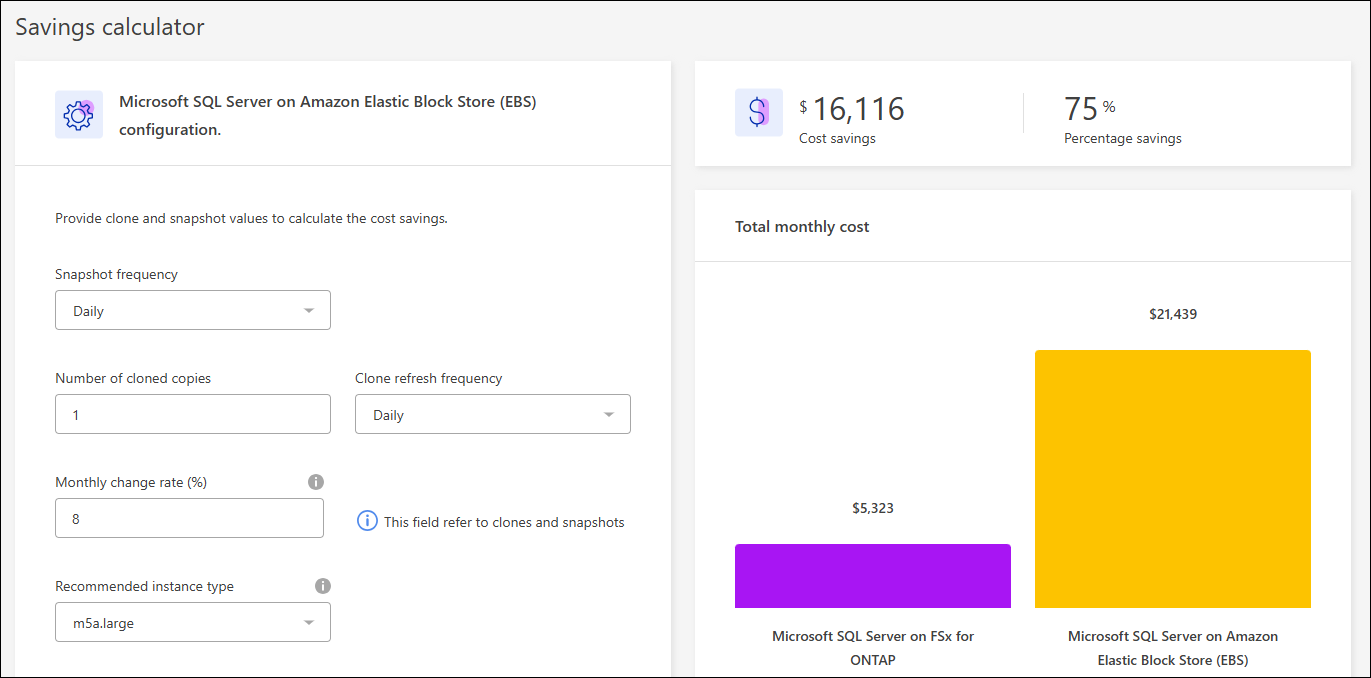 Savings calculator
Microsoft SQL Server on Amazon Elastic Block Store (EBS)
configuration.
Provide clone and snapshot values to calculate the cost savings.
Snapshot frequency
Daily
Number of cloned copies
Clone refresh frequency
1
Daily
Monthly change rate (%)
8
This field refer to clones and snapshots
Recommended instance type
m5a.large
$ 16,116
Cost savings
75 %
Percentage savings
Total monthly cost
$21,439
$5,323
Microsoft SQL Server on FSx for
ONTAP
Microsoft SQL Server on Amazon
Elastic Block Store (EBS)